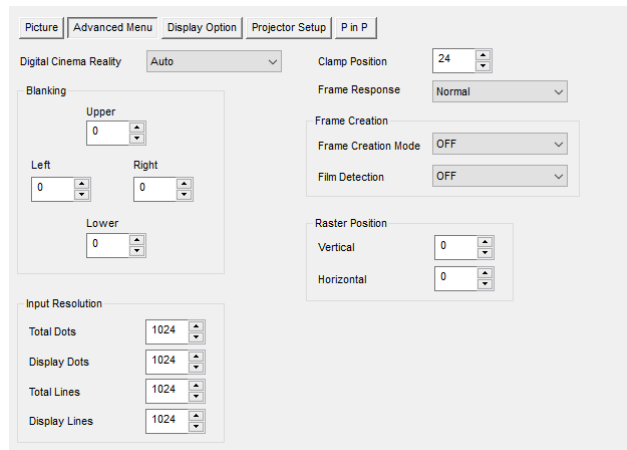 Picture Advanced Menu Display Option Projector Setup P in P
Digital Cinema Reality Auto
Blanking
Upper
0
Left Right
0 0
Lower
0
Input Resolution
Total Dots 1024
Display Dots 1024
Total Lines 1024
Display Lines 1024
Clamp Position 24
Frame Response Normal
Frame Creation
Frame Creation Mode OFF
Film Detection OFF
Raster Position
Vertical 0
Horizontal 0